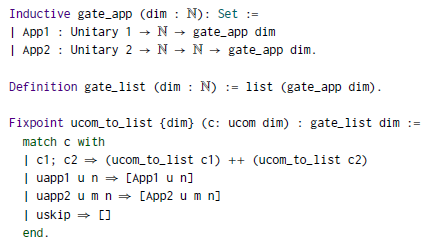 Inductive gate_app (dim : ℕ): Set :=
| App1 : Unitary 1 → ℕ → gate_app dim
| App2 : Unitary 2 → ℕ → ℕ → gate_app dim.
Definition gate_list (dim : ℕ) := list (gate_app dim).
Fixpoint ucom_to_list {dim} (c: ucom dim) : gate_list dim :=
match c with
| c1; c2 ⇒ (ucom_to_list c1) ++ (ucom_to_list c2)
| uapp1 u n ⇒ [App1 u n]
| uapp2 u m n ⇒ [App2 u m n]
| uskip ⇒ []
end.